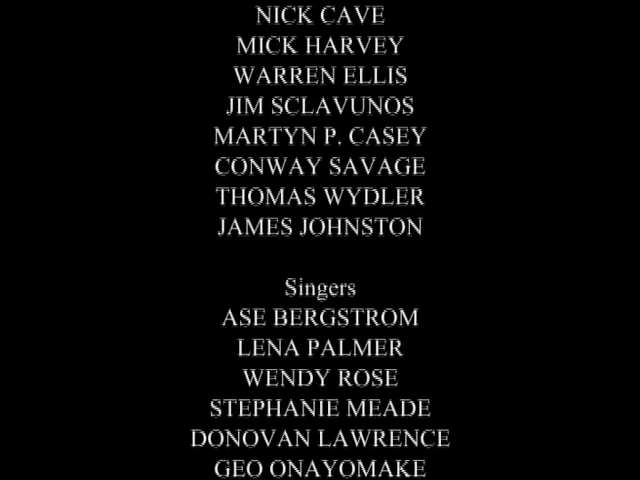 NICK CAVE
MICK HARVEY
WARREN ELLIS
JIM SCLAVUNOS
MARTYN P. CASEY
CONWAY SAVAGE
THOMAS WYDLER
JAMES JOHNSTON
Singers
ASE BERGSTROM
LENA PALMER
WENDY ROSE
STEPHANIE MEADE
DONOVAN LAWRENCE
GEO ONAYOMAKE